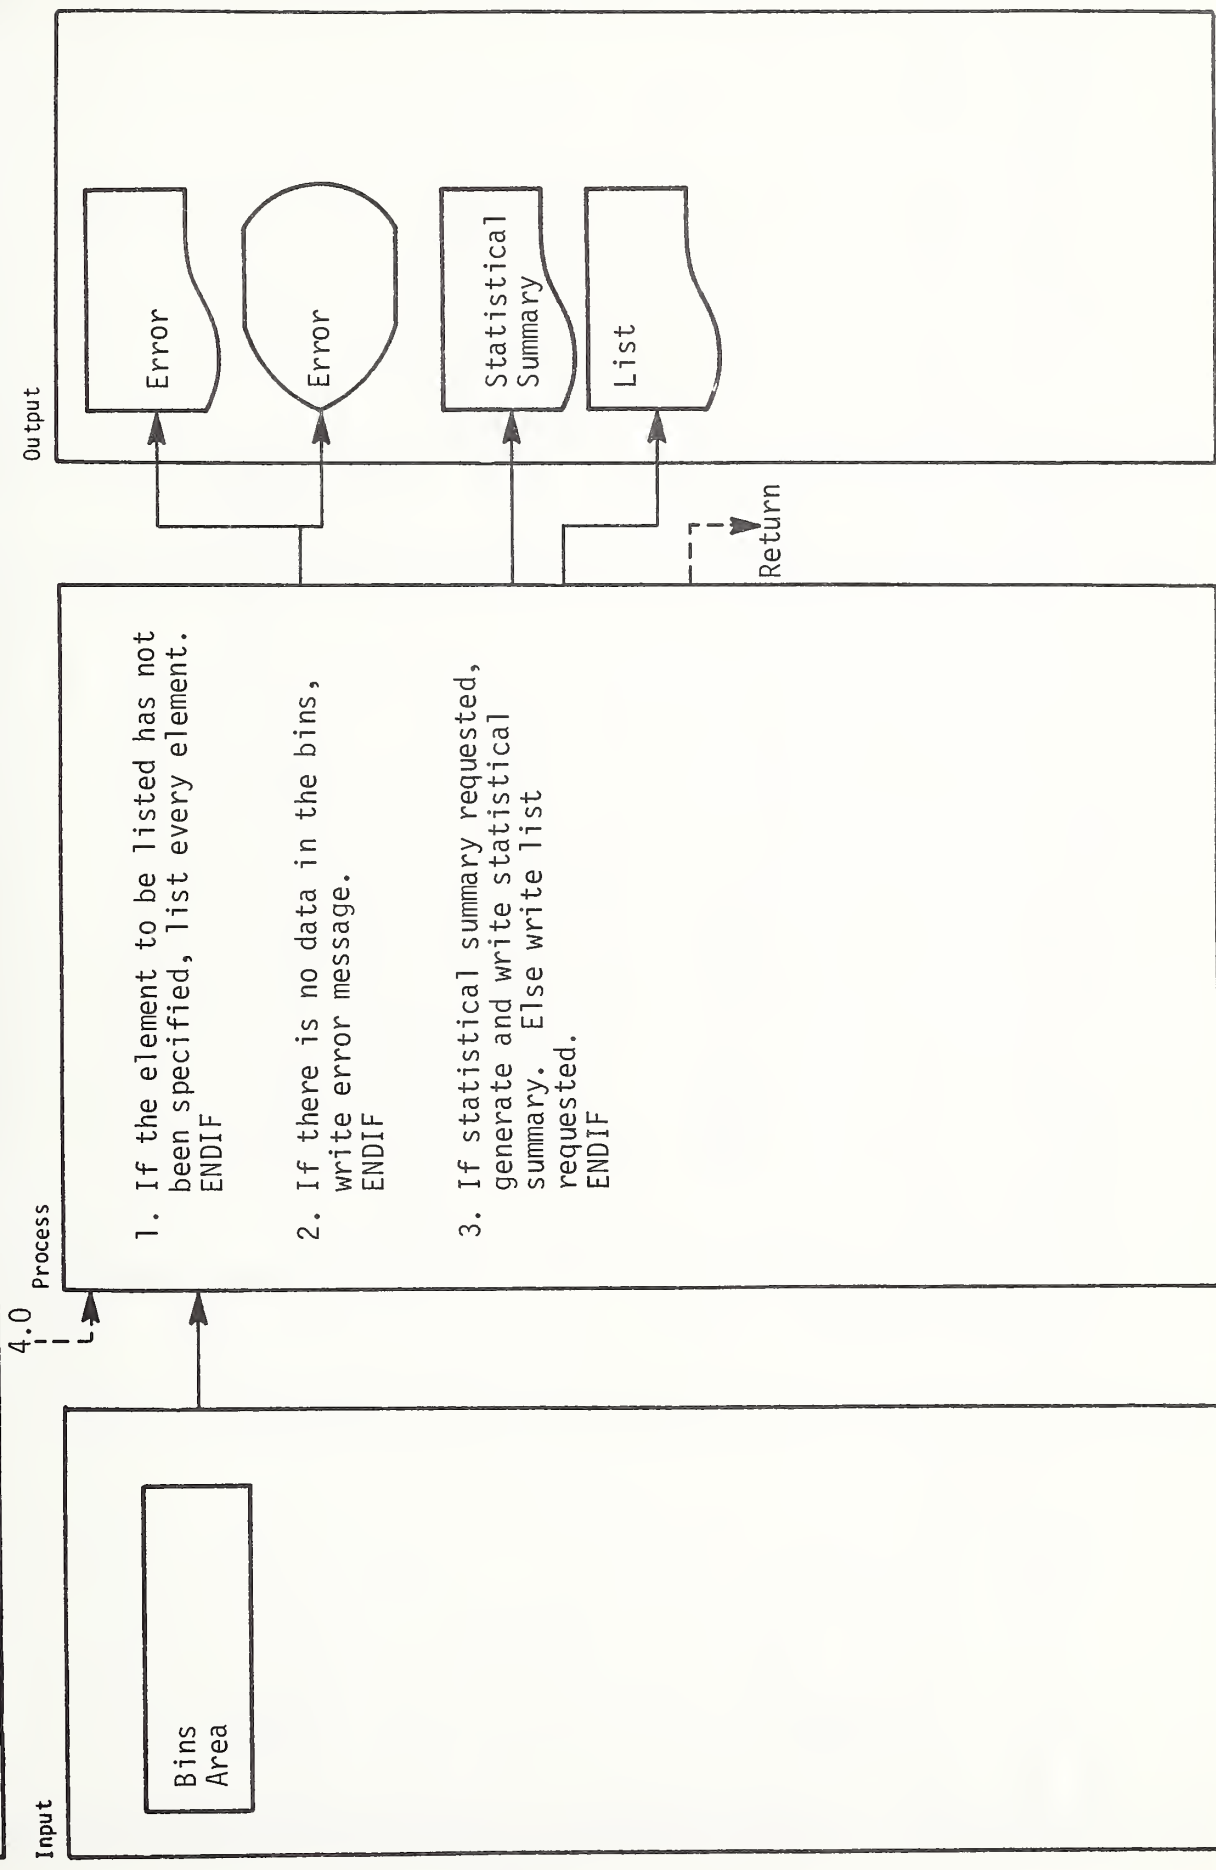 Input
Bins
Area
4.0
Process
1. If the element to be listed has not
been specified, list every element.
ENDIF
2. If there is no data in the bins,
write error message.
ENDIF
3. If statistical summary requested,
generate and write statistical
summary. Else write list
requested.
ENDIF
Return
Output
Error
Error
Statistical
Summary
List